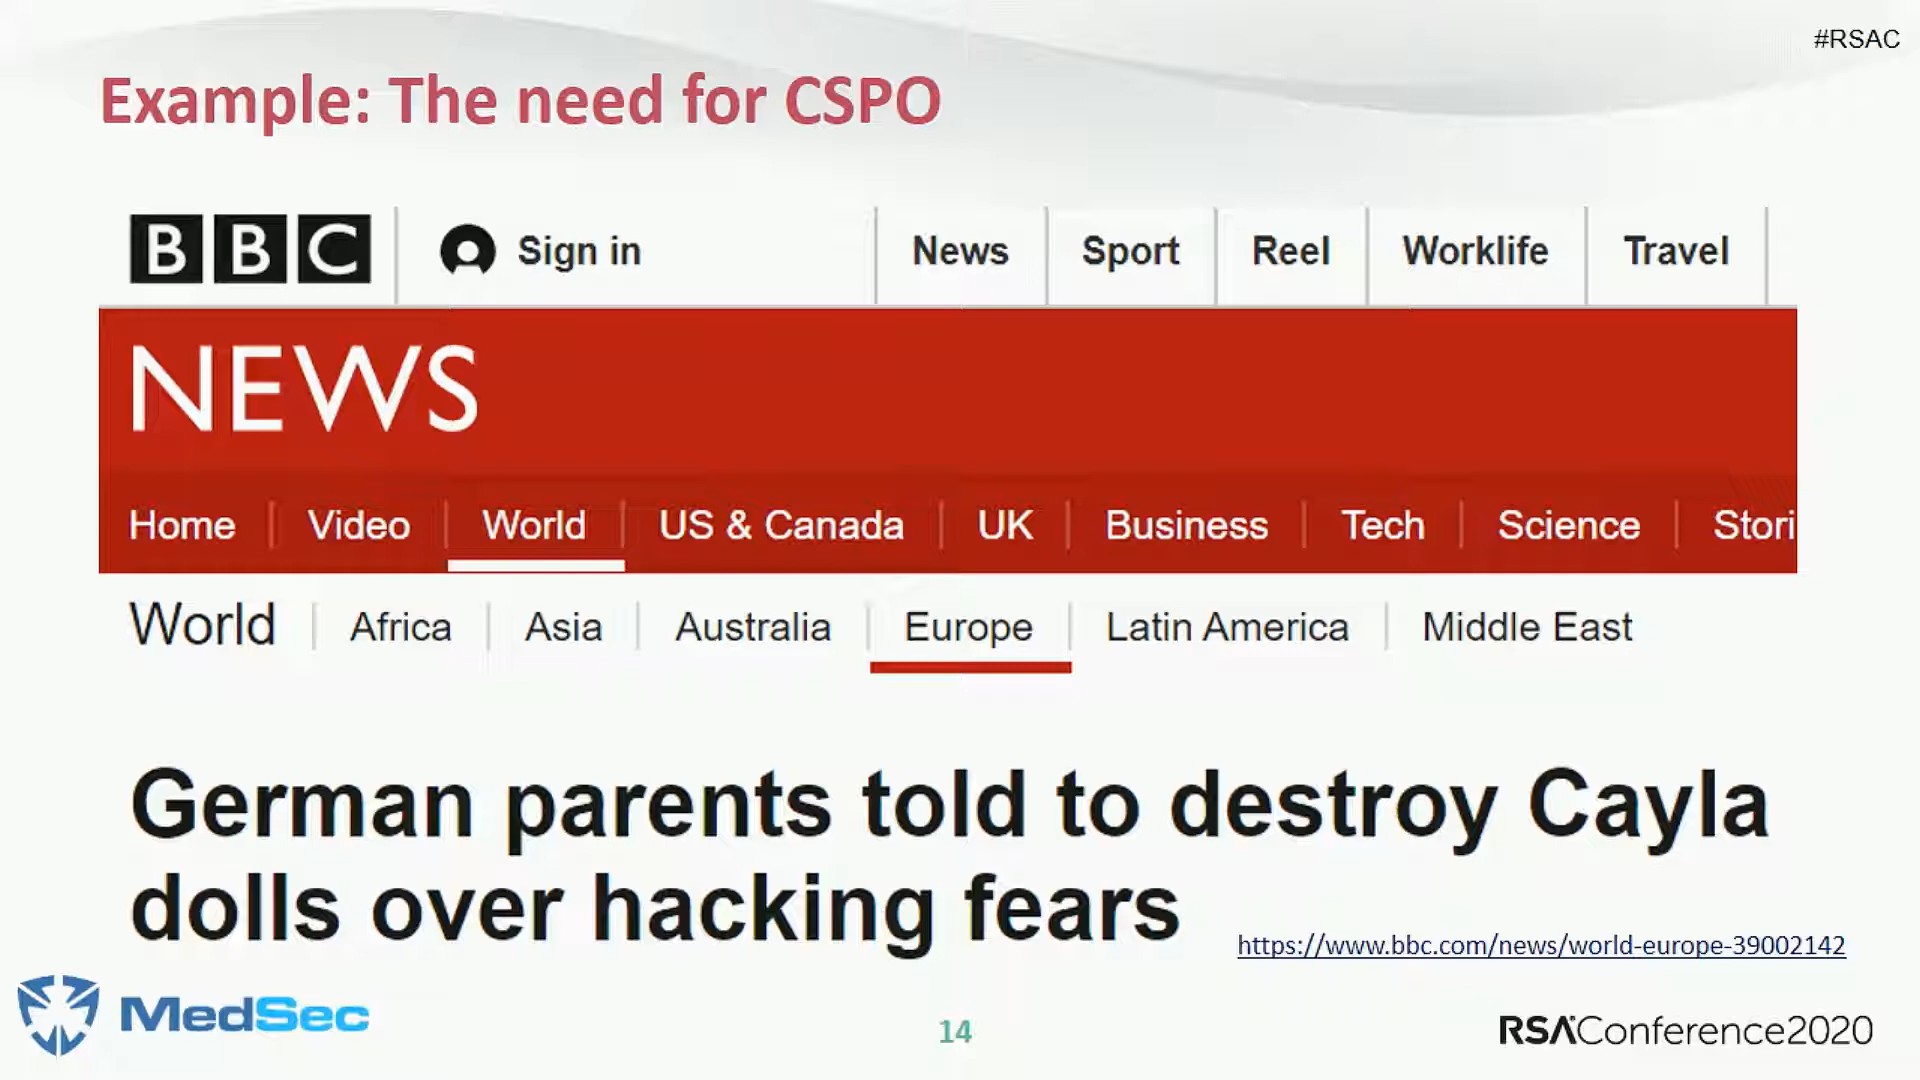 #RSAC
Example: The need for CSPO
BBC Sign in News Sport Reel Worklife Travel
NEWS
Home Video World US & Canada UK Business Tech Science Stori
World Africa Asia Australia Europe Latin America Middle East
German parents told to destroy Cayla
dolls over hacking fears
https://www.bbc.com/news/world-europe-39002142
MedSec 14 RSAConference2020